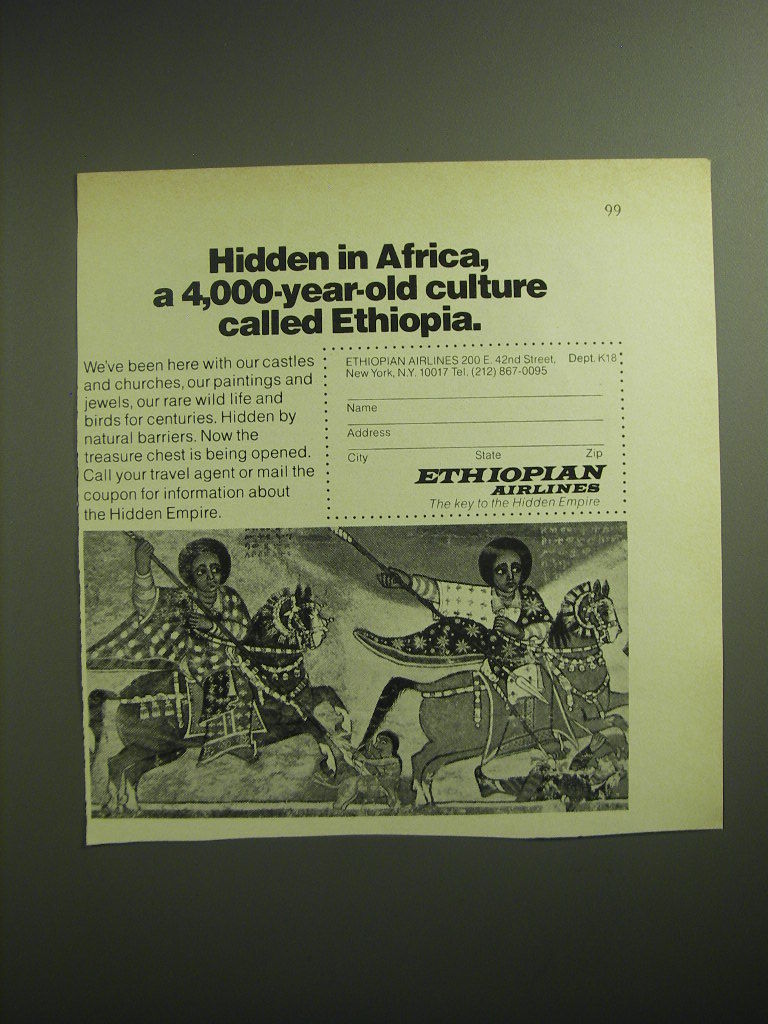 99
Hidden in Africa,
a 4,000-year-old culture
called Ethiopia.
We've been here with our castles
and churches, our paintings and
jewels, our rare wild life and
birds for centuries. Hidden by
natural barriers. Now the
treasure chest is being opened.
Call your travel agent or mail the
coupon for information about
the Hidden Empire.
ETHIOPIAN AIRLINES 200 E. 42nd Street, Dept. K18
New York, N.Y. 10017 Tel. (212) 867-0095
Name
Address
City State Zip
ETHIOPIAN
AIRLINES
The key to the Hidden Empire